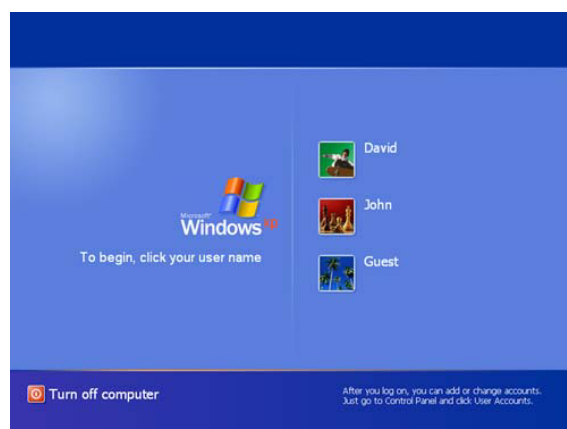 Microsoft®
Windows xp
To begin, click your user name
David
John
Guest
Turn off computer
After you log on, you can add or change accounts.
Just go to Control Panel and click User Accounts.